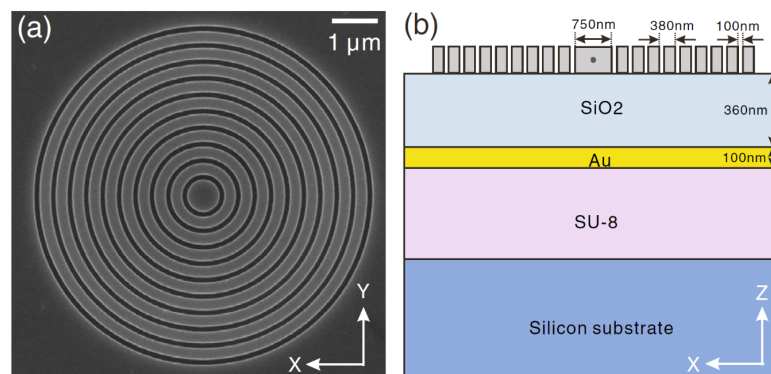 (a)
1 µm
Y
X
(b)
750nm
380nm
100nm
SiO2
360nm
Au
100nm
SU-8
Z
Silicon substrate
X